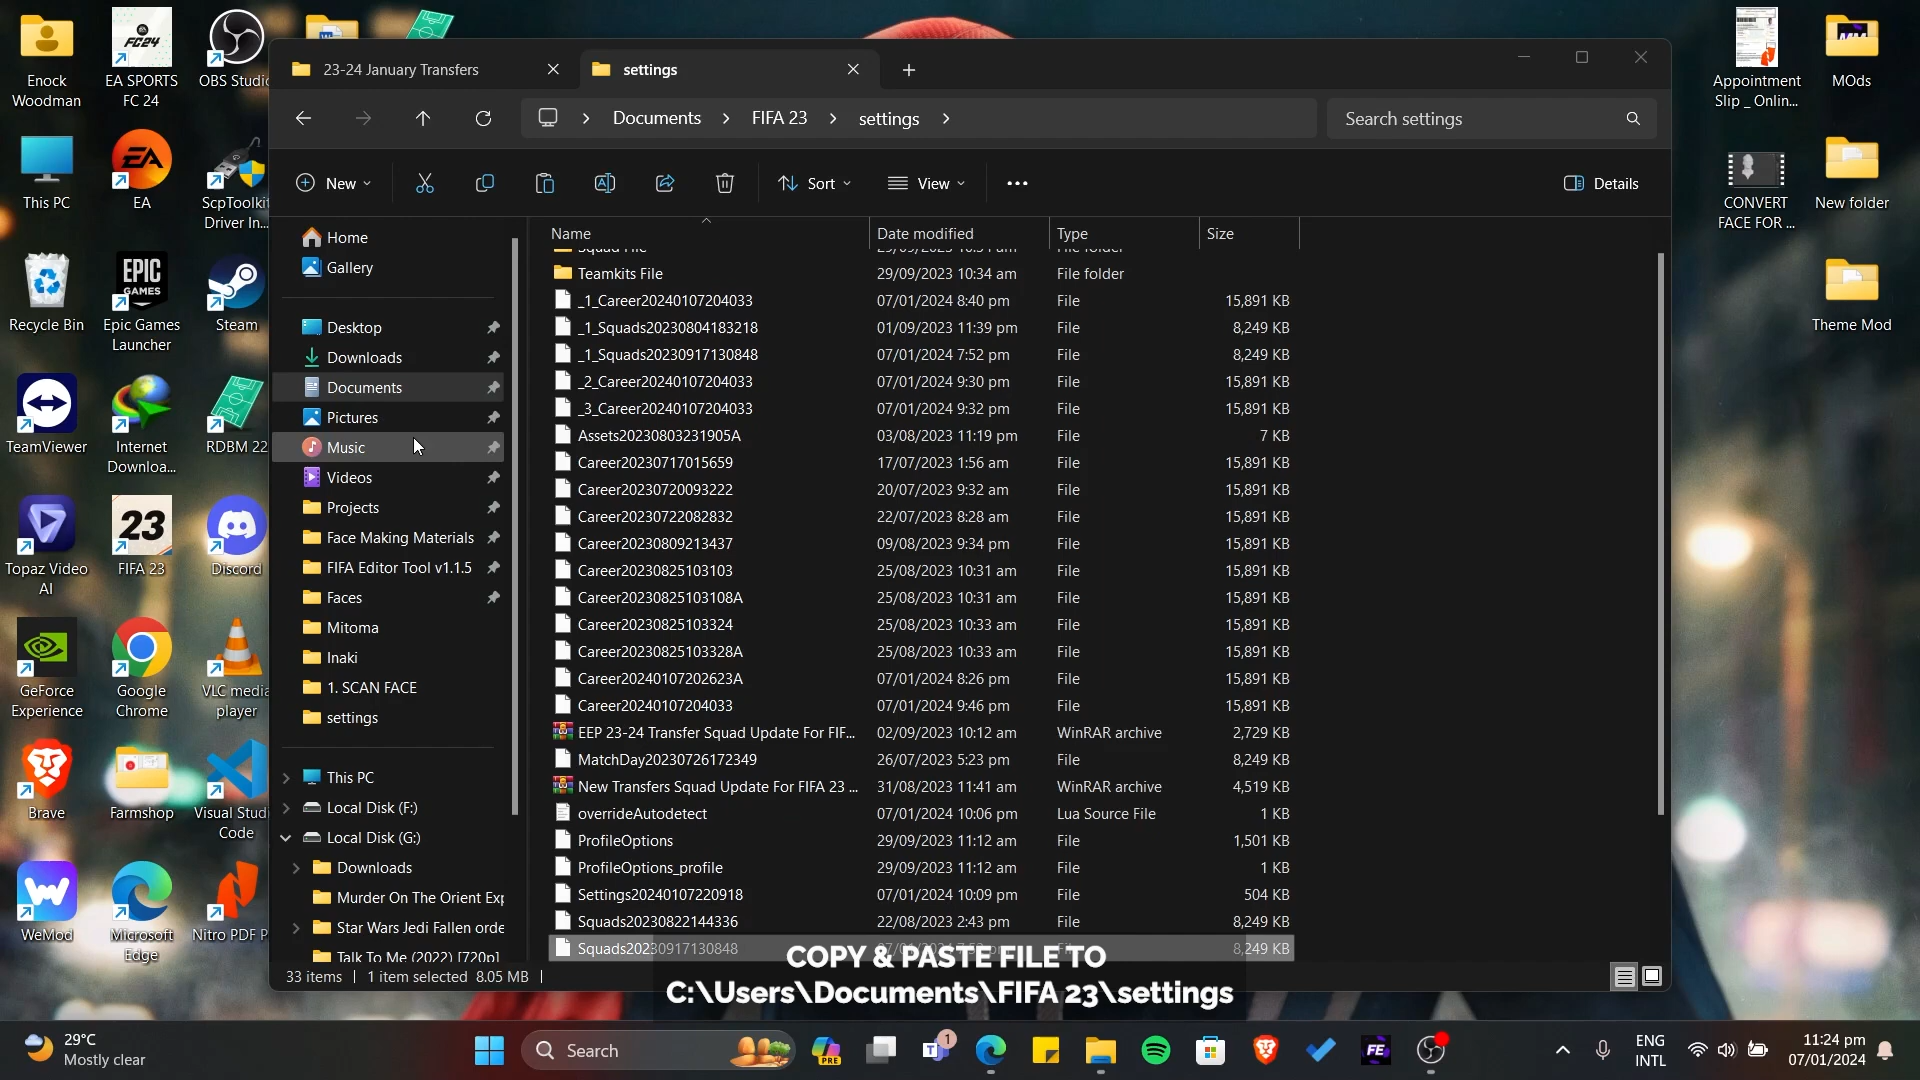 Enock
Woodman
EA SPORTS
FC 24
OBS Studio
Appointment
Slip _ Onlin...
MOds
23-24 January Transfers
settings
Documents
FIFA 23
settings
Search settings
New
Sort
View
Details
This PC
EA
ScpToolkit
Driver In...
CONVERT
FACE FOR ...
New folder
Home
Gallery
Name
Date modified
Type
Size
Teamkits File 29/09/2023 10:34 am File folder
_1_Career20240107204033 07/01/2024 8:40 pm File 15,891 KB
_1_Squads20230804183218 01/09/2023 11:39 pm File 8,249 KB
_1_Squads20230917130848 07/01/2024 7:52 pm File 8,249 KB
_2_Career20240107204033 07/01/2024 9:30 pm File 15,891 KB
_3_Career20240107204033 07/01/2024 9:32 pm File 15,891 KB
Assets20230803231905A 03/08/2023 11:19 pm File 7 KB
Career20230717015659 17/07/2023 1:56 am File 15,891 KB
Career20230720093222 20/07/2023 9:32 am File 15,891 KB
Career20230722082832 22/07/2023 8:28 am File 15,891 KB
Career20230809213437 09/08/2023 9:34 pm File 15,891 KB
Career20230825103103 25/08/2023 10:31 am File 15,891 KB
Career20230825103108A 25/08/2023 10:31 am File 15,891 KB
Career20230825103324 25/08/2023 10:33 am File 15,891 KB
Career20230825103328A 25/08/2023 10:33 am File 15,891 KB
Career20240107202623A 07/01/2024 8:26 pm File 15,891 KB
Career20240107204033 07/01/2024 9:46 pm File 15,891 KB
EEP 23-24 Transfer Squad Update For FIF... 02/09/2023 10:12 am WinRAR archive 2,729 KB
MatchDay20230726172349 26/07/2023 5:23 pm File 8,249 KB
New Transfers Squad Update For FIFA 23 ... 31/08/2023 11:41 am WinRAR archive 4,519 KB
overrideAutodetect 07/01/2024 10:06 pm Lua Source File 1 KB
ProfileOptions 29/09/2023 11:12 am File 1,501 KB
ProfileOptions_profile 29/09/2023 11:12 am File 1 KB
Settings20240107220918 07/01/2024 10:09 pm File 504 KB
Squads20230822144336 22/08/2023 2:43 pm File 8,249 KB
Squads20230917130848 8,249 KB
Desktop
Downloads
Documents
Pictures
Music
Videos
Projects
Face Making Materials
FIFA Editor Tool v1.1.5
Faces
Mitoma
Inaki
1. SCAN FACE
settings
This PC
Local Disk (F:)
Local Disk (G:)
Downloads
Murder On The Orient Exp
Star Wars Jedi Fallen orde
Talk To Me (2022) [720p]
33 items
1 item selected 8.05 MB
COPY & PASTE FILE TO
C:\Users\Documents\FIFA 23\settings
EPIC
GAMES
Recycle Bin
Epic Games
Launcher
Steam
Theme Mod
TeamViewer
Internet
Downloa...
RDBM 22
23
Topaz Video
AI
FIFA 23
Discord
GeForce
Experience
Google
Chrome
VLC media
player
Brave
Farmshop
Visual Studi
Code
WeMod
Microsoft
Edge
Nitro PDF P
29°C
Mostly clear
Search
PRE
1
FE
ENG
INTL
11:24 pm
07/01/2024